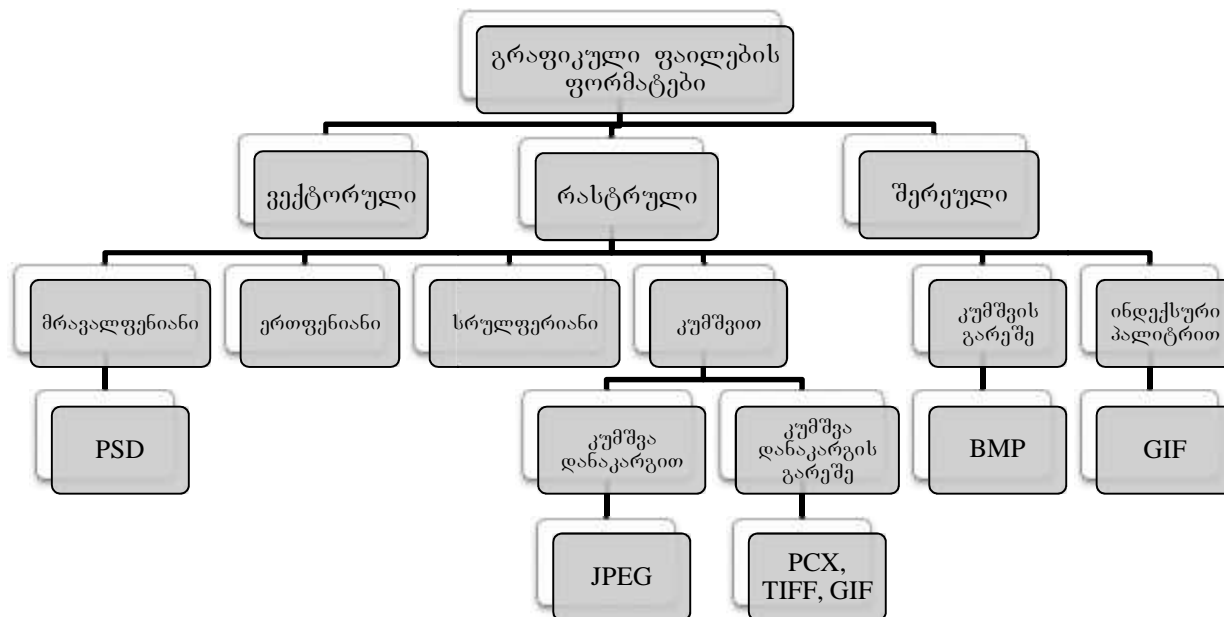 გრაფიკული ფაილების
ფორმატები
ვექტორული
რასტრული
შერეული
მრავალფენიანი
ერთფენიანი
სრულფერიანი
კუმშვით
კუმშვის
გარეშე
ინდექსური
პალიტრით
PSD
კუმშვა
დანაკარგით
კუმშვა
დანაკარგის
გარეშე
BMP
GIF
JPEG
PCX,
TIFF, GIF